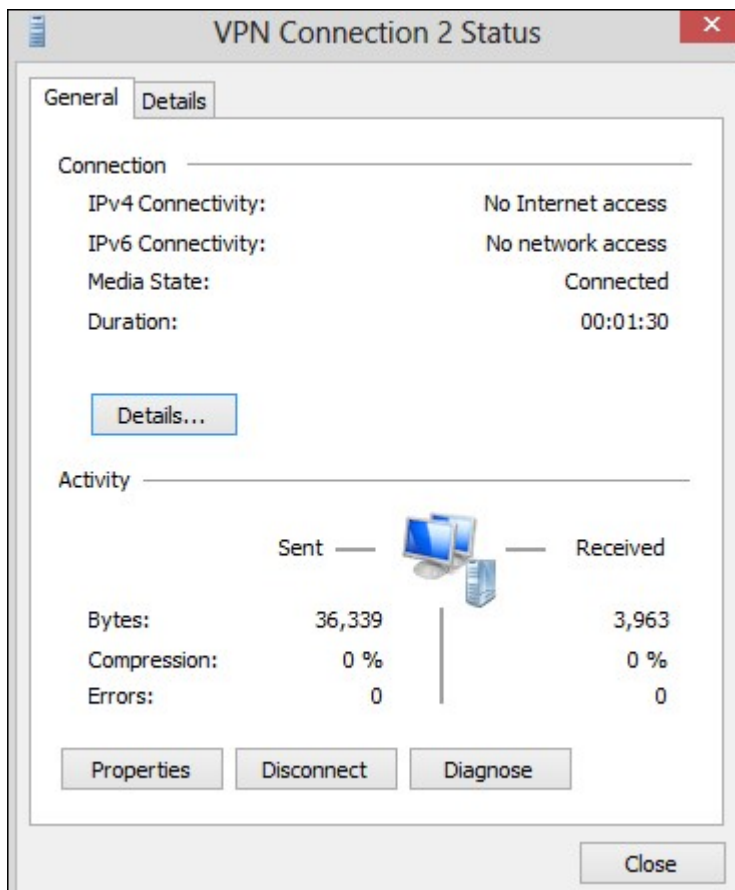 VPN Connection 2 Status
General Details
Connection
IPv4 Connectivity: No Internet access
IPv6 Connectivity: No network access
Media State: Connected
Duration: 00:01:30
Details...
Activity
Sent Received
Bytes: 36,339 3,963
Compression: 0 % 0 %
Errors: 0 0
Properties Disconnect Diagnose
Close